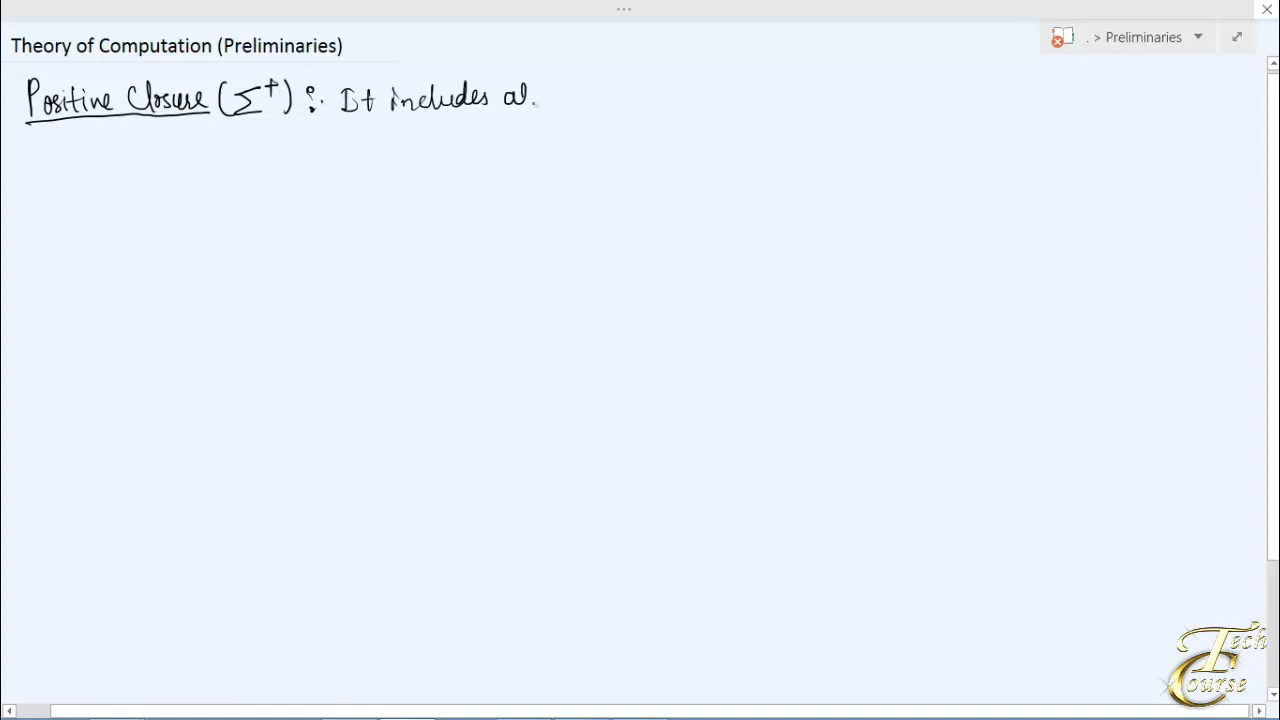 . > Preliminaries
Theory of Computation (Preliminaries)
Positive Closure (Σ⁺) : It includes al
Tech
Course